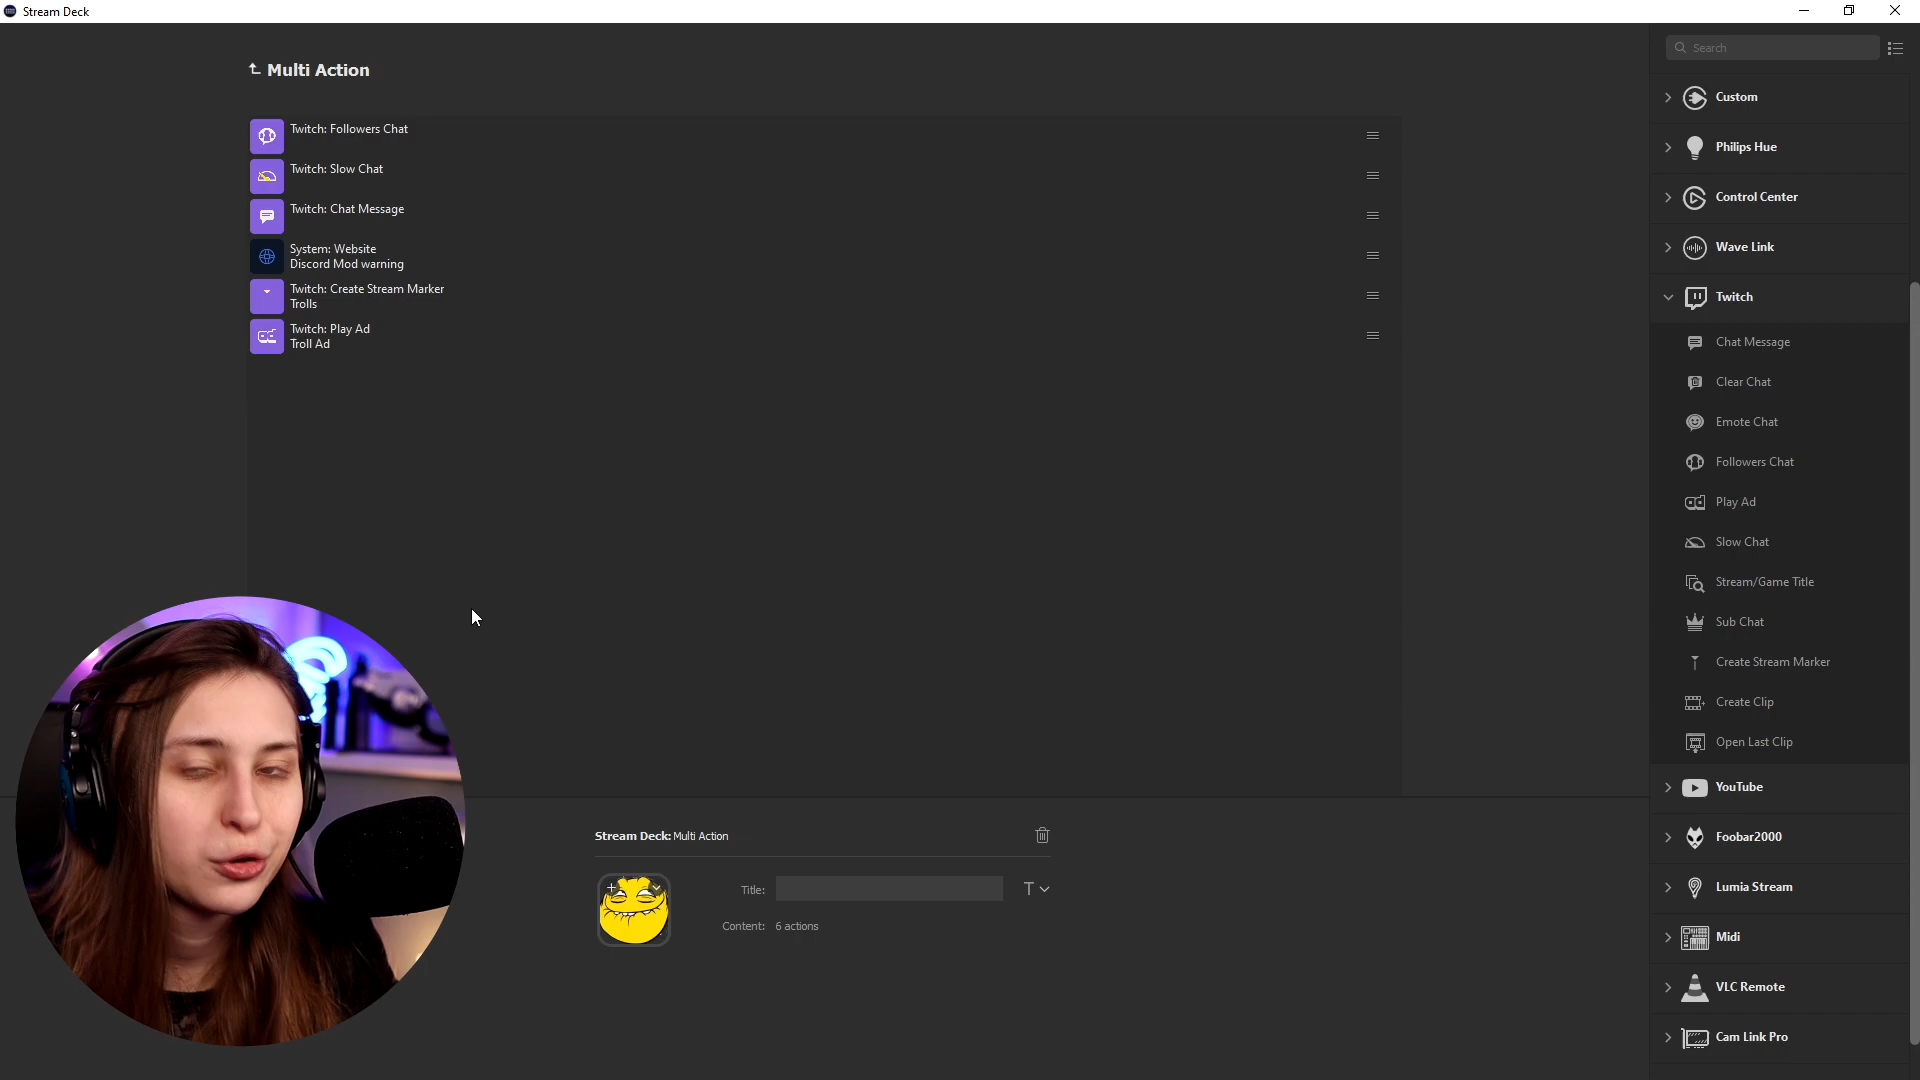 Stream Deck
Multi Action
Twitch: Followers Chat
Twitch: Slow Chat
Twitch: Chat Message
System: Website
Discord Mod warning
Twitch: Create Stream Marker
Trolls
Twitch: Play Ad
Troll Ad
Stream Deck: Multi Action
Title:
T
Content: 6 actions
Search
Custom
Philips Hue
Control Center
Wave Link
Twitch
Chat Message
Clear Chat
Emote Chat
Followers Chat
Play Ad
Slow Chat
Stream/Game Title
Sub Chat
Create Stream Marker
Create Clip
Open Last Clip
YouTube
Foobar2000
Lumia Stream
Midi
VLC Remote
Cam Link Pro